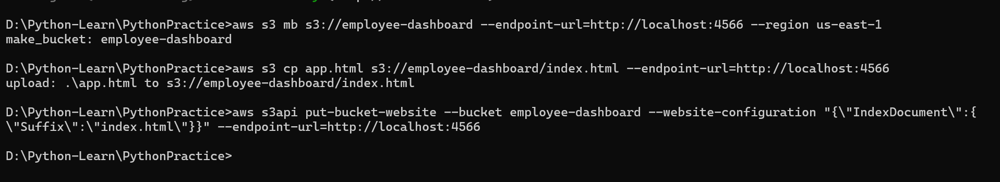 D:\Python-Learn\PythonPractice>aws s3 mb s3://employee-dashboard --endpoint-url=http://localhost:4566 --region us-east-1
make_bucket: employee-dashboard
D:\Python-Learn\PythonPractice>aws s3 cp app.html s3://employee-dashboard/index.html --endpoint-url=http://localhost:4566
upload: .\app.html to s3://employee-dashboard/index.html
D:\Python-Learn\PythonPractice>aws s3api put-bucket-website --bucket employee-dashboard --website-configuration "{\"IndexDocument\":{
\"Suffix\":\"index.html\"}}" --endpoint-url=http://localhost:4566
D:\Python-Learn\PythonPractice>